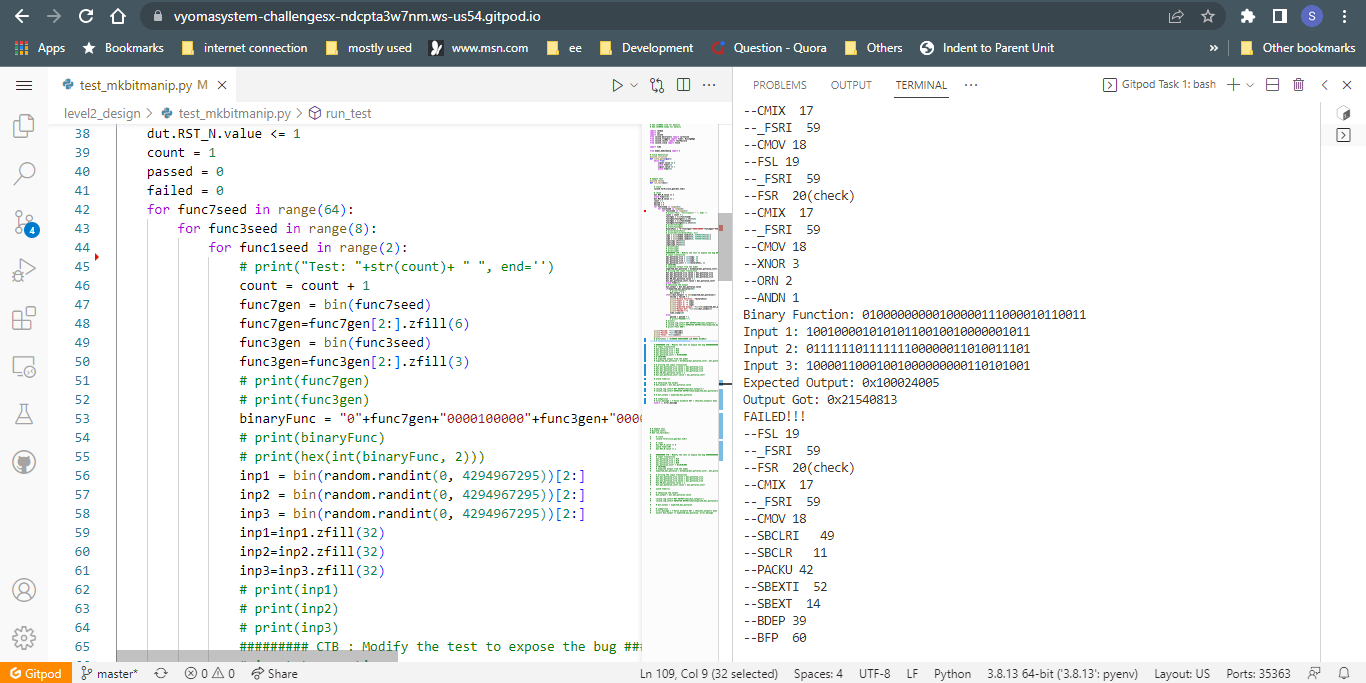 vyomasystem-challengesx-ndcpta3w7nm.ws-us54.gitpod.io
S
Apps
Bookmarks
internet connection
mostly used
www.msn.com
ee
Development
Question - Quora
Others
Indent to Parent Unit
»
Other bookmarks
test_mkbitmanip.py M
level2_design > test_mkbitmanip.py > run_test
38 dut.RST_N.value <= 1
39 count = 1
40 passed = 0
41 failed = 0
42 for func7seed in range(64):
43 for func3seed in range(8):
44 for func1seed in range(2):
45 # print("Test: "+str(count)+ " ", end='')
46 count = count + 1
47 func7gen = bin(func7seed)
48 func7gen=func7gen[2:].zfill(6)
49 func3gen = bin(func3seed)
50 func3gen=func3gen[2:].zfill(3)
51 # print(func7gen)
52 # print(func3gen)
53 binaryFunc = "0"+func7gen+"0000100000"+func3gen+"0000
54 # print(binaryFunc)
55 # print(hex(int(binaryFunc, 2)))
56 inp1 = bin(random.randint(0, 4294967295))[2:]
57 inp2 = bin(random.randint(0, 4294967295))[2:]
58 inp3 = bin(random.randint(0, 4294967295))[2:]
59 inp1=inp1.zfill(32)
60 inp2=inp2.zfill(32)
61 inp3=inp3.zfill(32)
62 # print(inp1)
63 # print(inp2)
64 # print(inp3)
65 ######### CTB : Modify the test to expose the bug ###
4
PROBLEMS OUTPUT TERMINAL ···
Gitpod Task 1: bash
--CMIX 17
--_FSRI 59
--CMOV 18
--FSL 19
--_FSRI 59
--FSR 20(check)
--CMIX 17
--_FSRI 59
--CMOV 18
--XNOR 3
--ORN 2
--ANDN 1
Binary Function: 01000000000100000111000010110011
Input 1: 10010000101010110010010000001011
Input 2: 01111110111111100000011010011101
Input 3: 10000110001001000000000110101001
Expected Output: 0x100024005
Output Got: 0x21540813
FAILED!!!
--FSL 19
--_FSRI 59
--FSR 20(check)
--CMIX 17
--_FSRI 59
--CMOV 18
--SBCLRI 49
--SBCLR 11
--PACKU 42
--SBEXTI 52
--SBEXT 14
--BDEP 39
--BFP 60
Gitpod
master*
0 0
Share
Ln 109, Col 9 (32 selected)
Spaces: 4
UTF-8
LF
Python
3.8.13 64-bit ('3.8.13': pyenv)
Layout: US
Ports: 35363